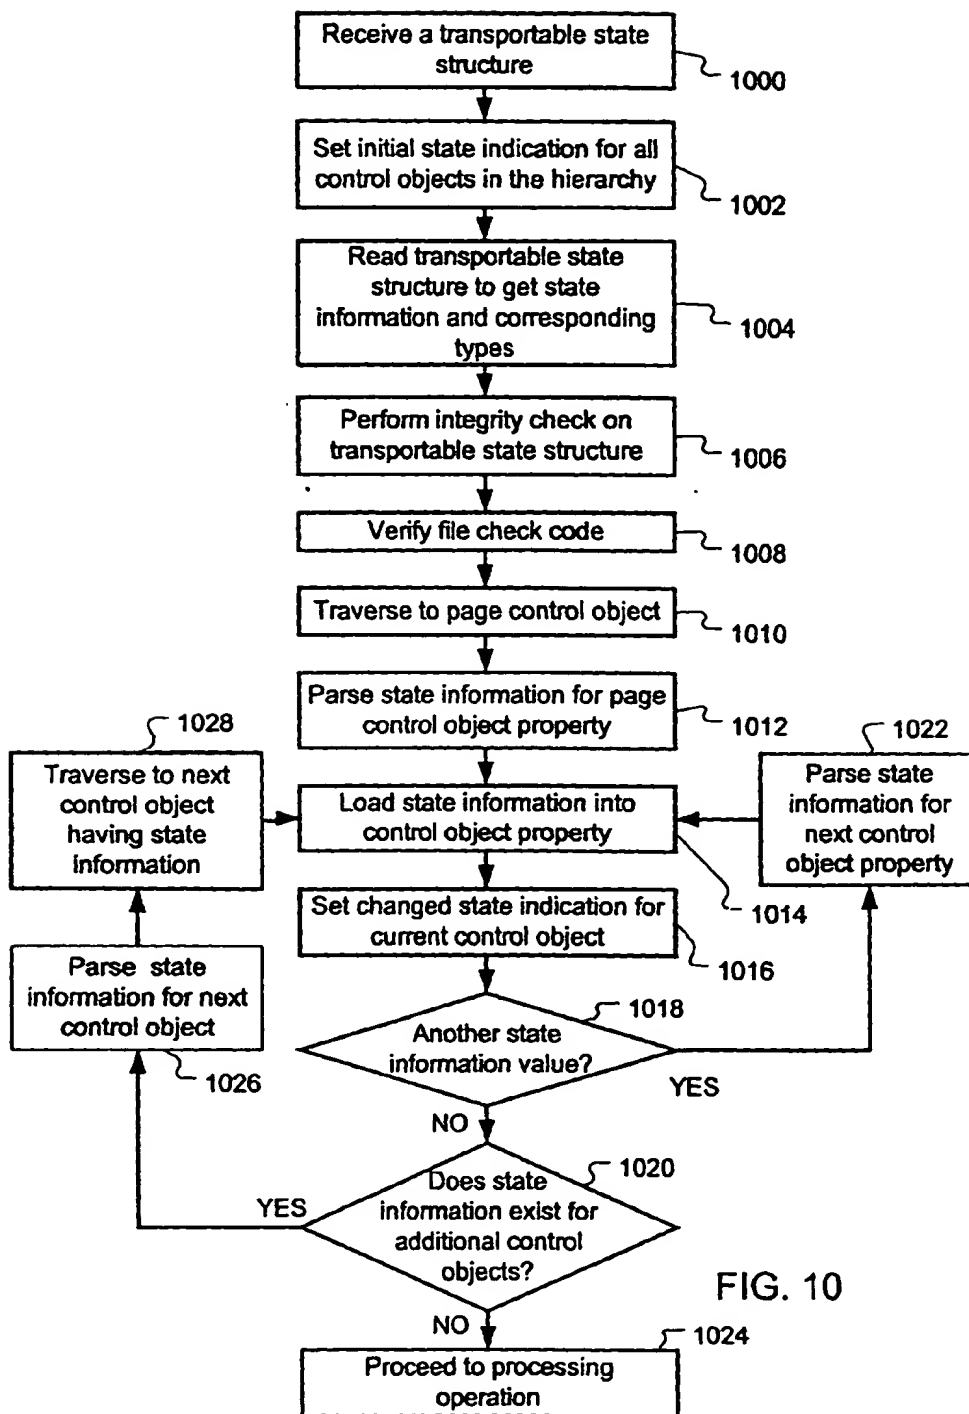 Receive a transportable state
structure
1000
Set initial state indication for all
control objects in the hierarchy
1002
Read transportable state
structure to get state
information and corresponding
types
1004
Perform integrity check on
transportable state structure
1006
Verify file check code
1008
Traverse to page control object
1010
Parse state information for page
control object property
1012
1028
Traverse to next
control object
having state
information
Load state information into
control object property
1014
1022
Parse state
information for
next control
object property
Set changed state indication for
current control object
1016
Parse state
information for next
control object
1026
1018
Another state
information value?
YES
NO
1020
Does state
information exist for
additional control
objects?
YES
FIG. 10
NO
1024
Proceed to processing
operation